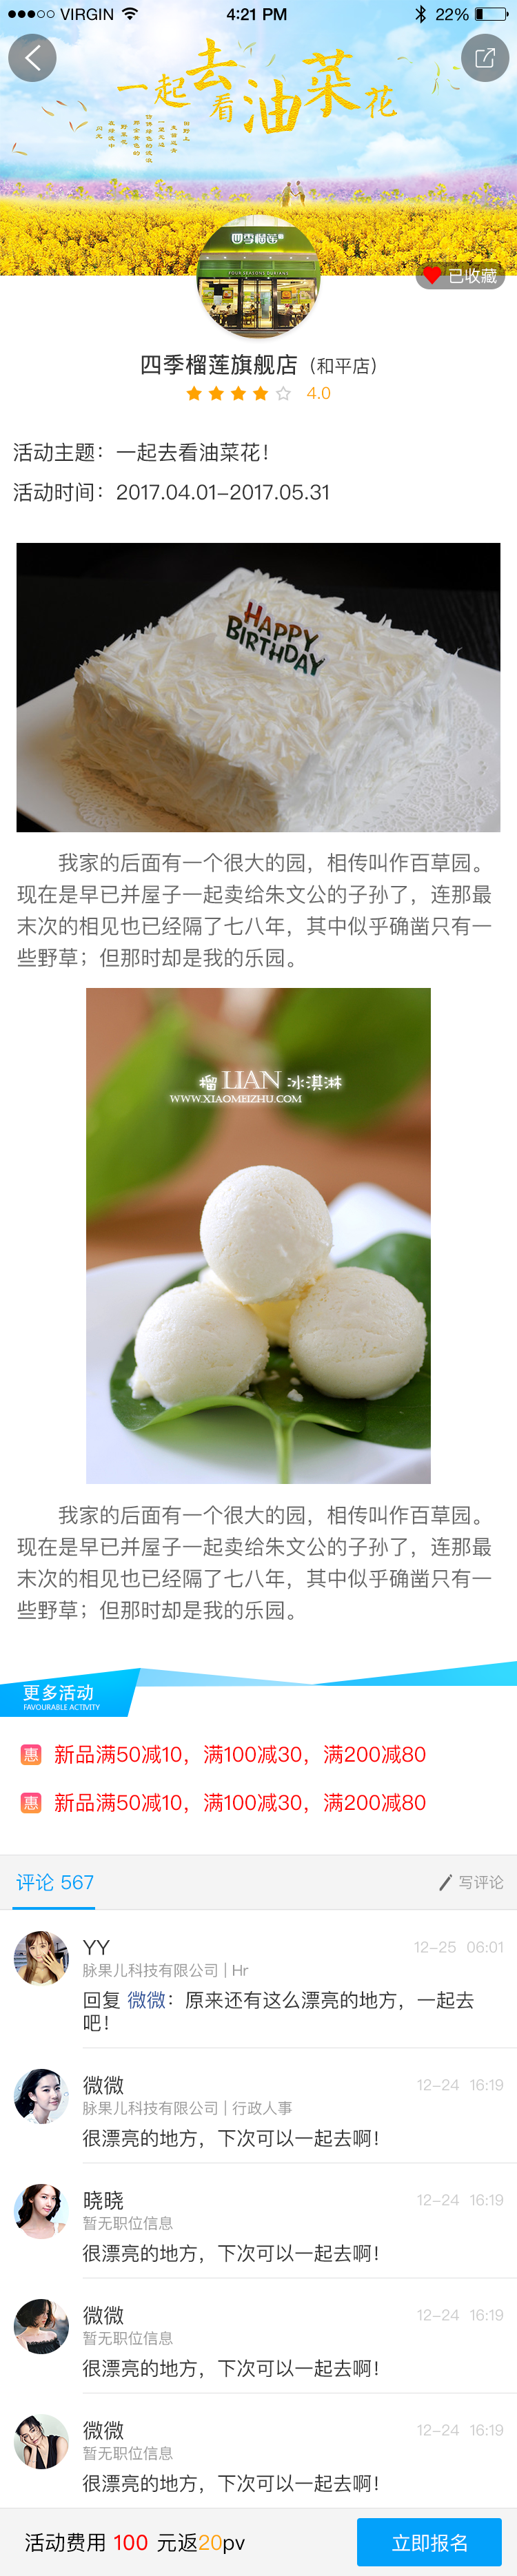 VIRGIN 4:21 PM 22%
一起去看油菜花
已收藏
四季榴莲
FOUR SEASONS DURIANS
四季榴莲旗舰店（和平店）
4.0
活动主题：一起去看油菜花！
活动时间：2017.04.01-2017.05.31
HAPPY
BIRTHDAY
我家的后面有一个很大的园，相传叫作百草园。
现在是早已并屋子一起卖给朱文公的子孙了，连那最
末次的相见也已经隔了七八年，其中似乎确凿只有一
些野草；但那时却是我的乐园。
榴 LIAN 冰淇淋
WWW.XIAOMEIZHU.COM
我家的后面有一个很大的园，相传叫作百草园。
现在是早已并屋子一起卖给朱文公的子孙了，连那最
末次的相见也已经隔了七八年，其中似乎确凿只有一
些野草；但那时却是我的乐园。
更多活动
FAVOURABLE ACTIVITY
惠 新品满50减10，满100减30，满200减80
惠 新品满50减10，满100减30，满200减80
评论 567 写评论
YY 12-25 06:01
脉果儿科技有限公司 | Hr
回复 微微：原来还有这么漂亮的地方，一起去
吧！
微微 12-24 16:19
脉果儿科技有限公司 | 行政人事
很漂亮的地方，下次可以一起去啊！
晓晓 12-24 16:19
暂无职位信息
很漂亮的地方，下次可以一起去啊！
微微 12-24 16:19
暂无职位信息
很漂亮的地方，下次可以一起去啊！
微微 12-24 16:19
暂无职位信息
很漂亮的地方，下次可以一起去啊！
活动费用 100 元返20pv 立即报名